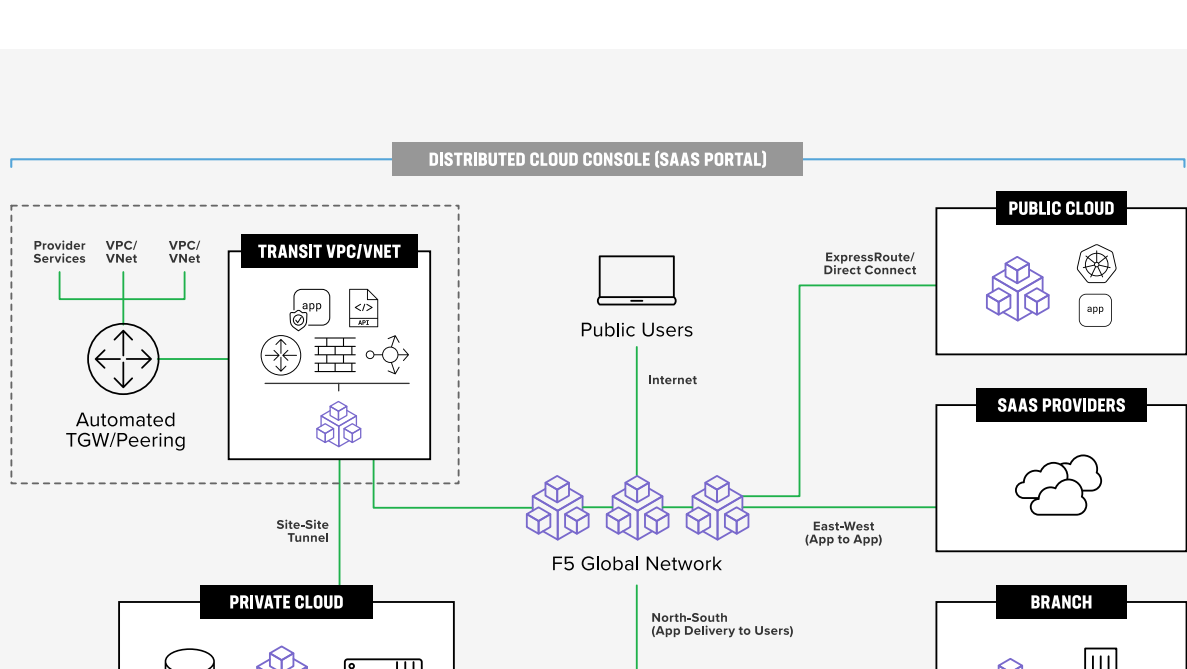 DISTRIBUTED CLOUD CONSOLE (SAAS PORTAL)
Provider
Services
VPC/
VNet
VPC/
VNet
TRANSIT VPC/VNET
app
</>
API
Automated
TGW/Peering
Public Users
Internet
ExpressRoute/
Direct Connect
PUBLIC CLOUD
app
SAAS PROVIDERS
East-West
(App to App)
F5 Global Network
Site-Site
Tunnel
PRIVATE CLOUD
North-South
(App Delivery to Users)
BRANCH